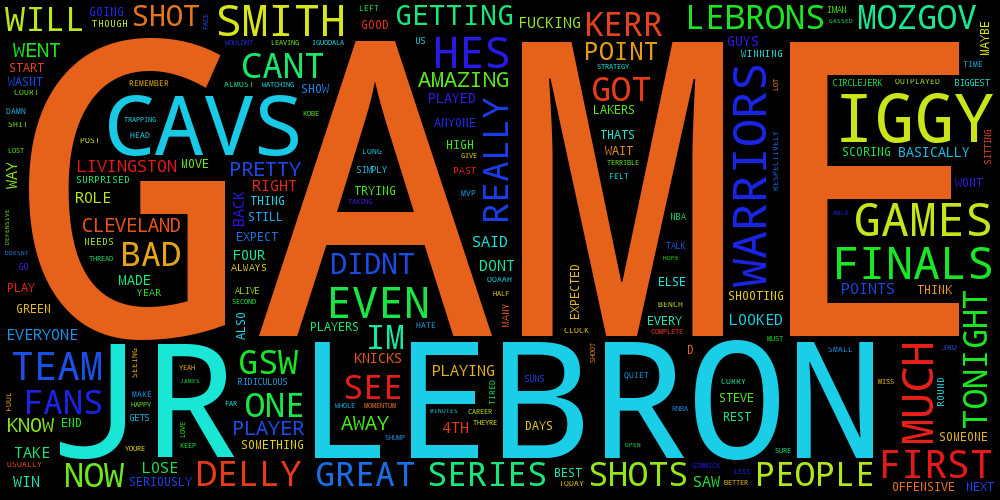 WILL
GOING
THOUGH
SHOT
FACE
SMITH
LEFT
GOOD
GETTING
FUCKING
KERR
LEBRONS
IMAN
GASSED
MOZGOV
MAYBE
WENT
START
WASNT
COURT
WOULDNT
LEAVING
IGUODALA
CANT
US
HES
POINT
STRATEGY
GUYS
WINNING
TIME
REMEMBER
ALMOST
WATCHING
SHOW
AMAZING
GOT
WARRIORS
LOT
CIRCLEJERK
OUTPLAYED
BIGGEST
DAMN
SHIT
CAVS
TRAPPING
HEAD
KOBE
PLAYED
LAKERS
IGGY
GAME
POST
ANYONE
REALLY
THATS
LOST
LONG
HIGH
GIVE
WAIT
TERRIBLE
FELT
RESPECTIVELY
SCORING
BASICALLY
SITTING
WAY
LIVINGSTON
MOVE
PRETTY
SIMPLY
PAST
SURPRISED
RIGHT
TRYING
TAKING
MVP
WONT
ROLE
BACK
THING
STILL
NBA
ABLE
GAMES
DEFENSIVE
CLEVELAND
EXPECT
SAID
TALK
HOPE
DOESNT
NEEDS
THREAD
BAD
FOUR
ALWAYS
DIDNT
DONT
OOAAH
FINALS
GO
PLAY
MADE
YEAR
ALIVE
SECOND
EVEN
HALF
MANY
EXPECTED
ELSE
SHOOTING
POINTS
THINK
GREEN
ALSO
PLAYERS
HATE
BENCH
EVERY
COMPLETE
LOOKED
EVERYONE
IM
CLOCK
MUST
TONIGHT
TEAM
SEEING
JR
YEAH
JAMES
GSW
RIDICULOUS
KNICKS
LEBRON
PLAYING
SUNS
SHOOT
QUIET
D
CURRY
STEVE
REST
SMALL
MISS
MUCH
3RD
ROUND
FOUL
FANS
MAKE
HAPPY
GETS
FAR
ONE
SEE
WHOLE
MOMENTUM
TIRED
MINUTES
CAREER
RNBA
KNOW
END
LOVE
PLAYER
AWAY
4TH
THEYRE
DAYS
SOMEONE
YOURE
KEEP
SOMETHING
SHUMP
OPEN
SURE
TAKE
USUALLY
WIN
NOW
LOSE
SERIOUSLY
DELLY
GREAT
SERIES
BEST
TODAY
SHOTS
GIMMICK
SAW
LESS
BETTER
PEOPLE
FIRST
OFFENSIVE
NEXT